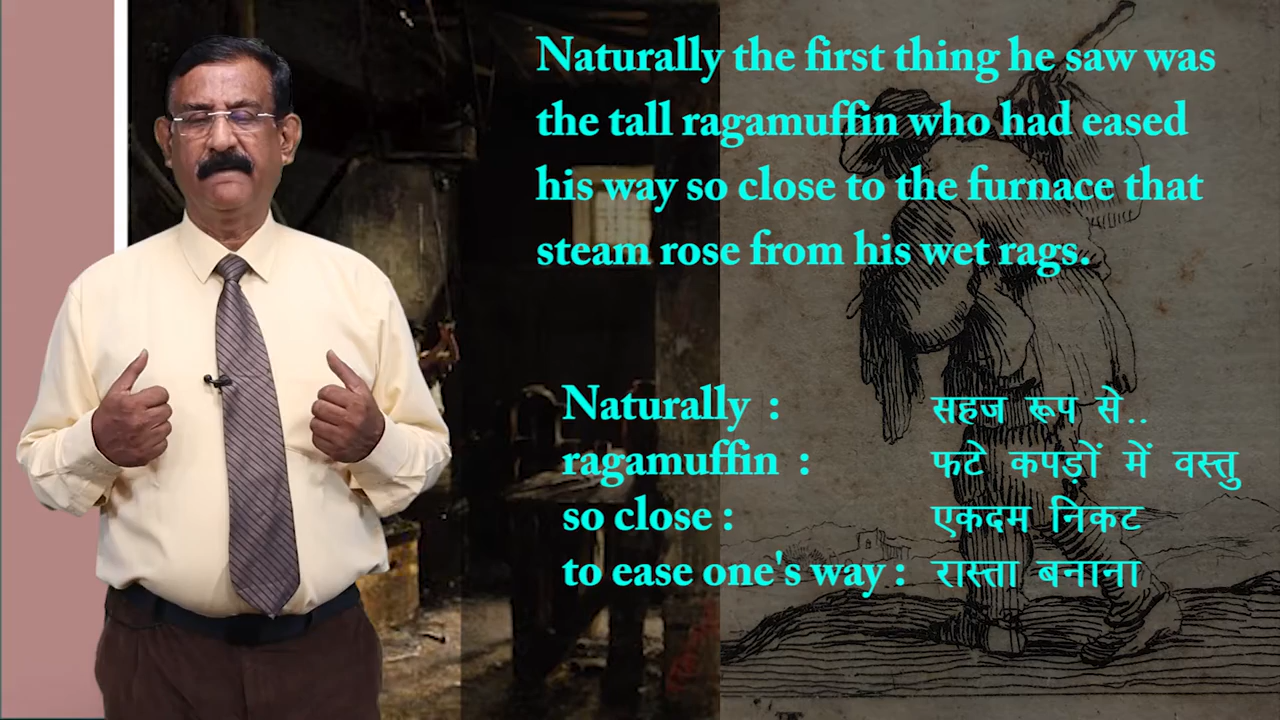 Naturally the first thing he saw was
the tall ragamuffin who had eased
his way so close to the furnace that
steam rose from his wet rags.
Naturally : सहज रूप से..
ragamuffin : फटे कपड़ों में वस्तु
so close : एकदम निकट
to ease one's way : रास्ता बनाना